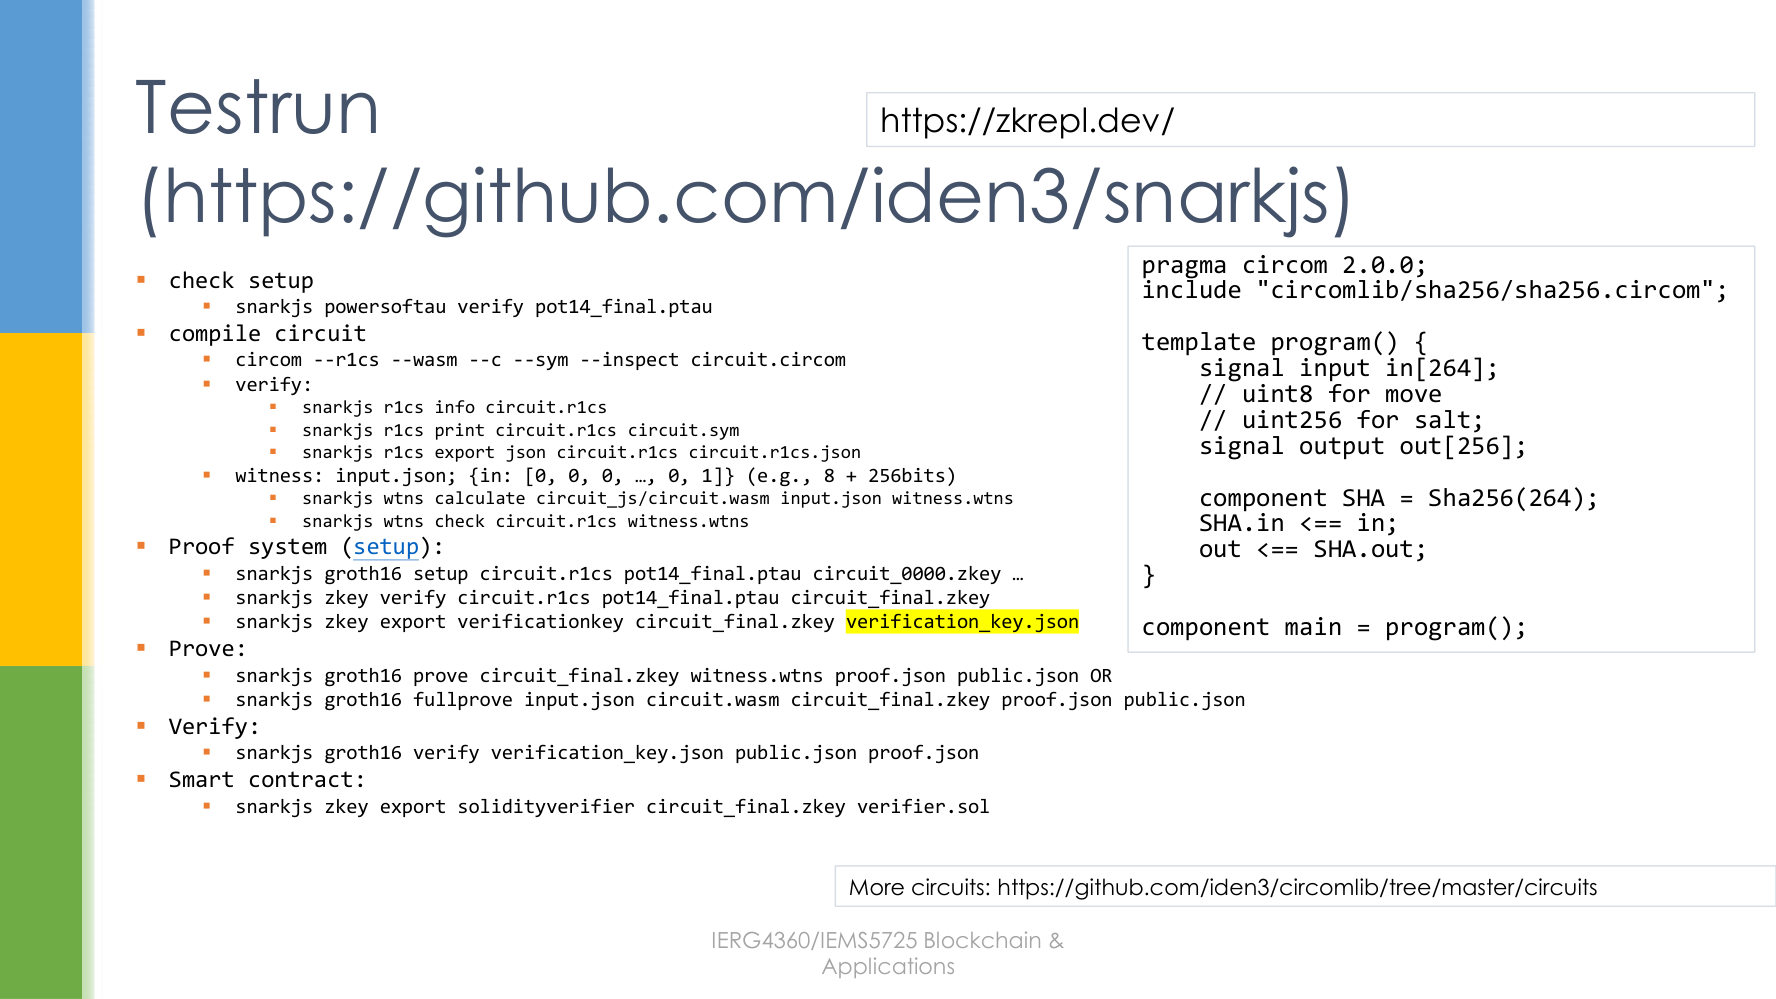 Testrun
https://zkrepl.dev/
(https://github.com/iden3/snarkjs)
▪ check setup
▪ snarkjs powersoftau verify pot14_final.ptau
▪ compile circuit
▪ circom --r1cs --wasm --c --sym --inspect circuit.circom
▪ verify:
▪ snarkjs r1cs info circuit.r1cs
▪ snarkjs r1cs print circuit.r1cs circuit.sym
▪ snarkjs r1cs export json circuit.r1cs circuit.r1cs.json
▪ witness: input.json; {in: [0, 0, 0, …, 0, 1]} (e.g., 8 + 256bits)
▪ snarkjs wtns calculate circuit_js/circuit.wasm input.json witness.wtns
▪ snarkjs wtns check circuit.r1cs witness.wtns
▪ Proof system (setup):
▪ snarkjs groth16 setup circuit.r1cs pot14_final.ptau circuit_0000.zkey …
▪ snarkjs zkey verify circuit.r1cs pot14_final.ptau circuit_final.zkey
▪ snarkjs zkey export verificationkey circuit_final.zkey verification_key.json
▪ Prove:
▪ snarkjs groth16 prove circuit_final.zkey witness.wtns proof.json public.json OR
▪ snarkjs groth16 fullprove input.json circuit.wasm circuit_final.zkey proof.json public.json
▪ Verify:
▪ snarkjs groth16 verify verification_key.json public.json proof.json
▪ Smart contract:
▪ snarkjs zkey export solidityverifier circuit_final.zkey verifier.sol
pragma circom 2.0.0;
include "circomlib/sha256/sha256.circom";
template program() {
signal input in[264];
// uint8 for move
// uint256 for salt;
signal output out[256];
component SHA = Sha256(264);
SHA.in <== in;
out <== SHA.out;
}
component main = program();
More circuits: https://github.com/iden3/circomlib/tree/master/circuits
IERG4360/IEMS5725 Blockchain &
Applications